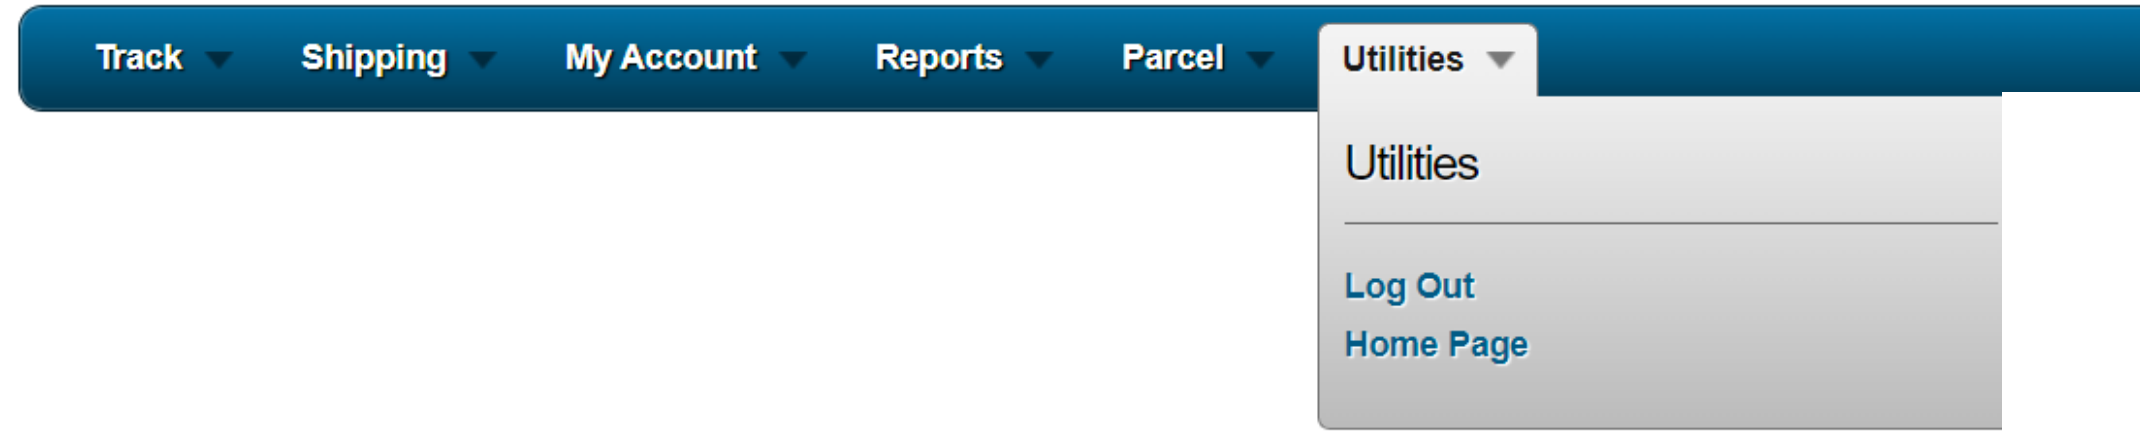 Track Shipping My Account Reports Parcel Utilities
Utilities
Log Out
Home Page